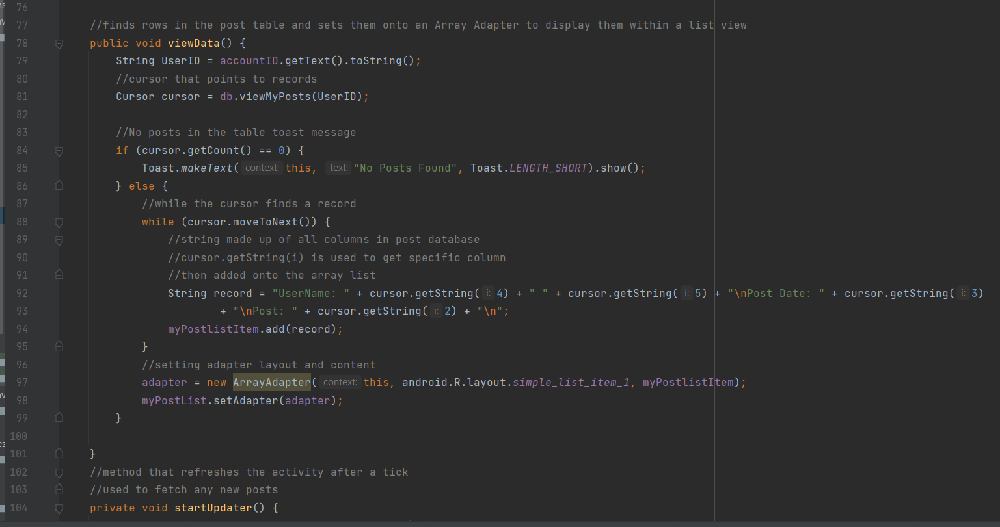 76
77 //finds rows in the post table and sets them onto an Array Adapter to display them within a list view
78 public void viewData() {
79 String UserID = accountID.getText().toString();
80 //cursor that points to records
81 Cursor cursor = db.viewMyPosts(UserID);
82
83 //No posts in the table toast message
84 if (cursor.getCount() == 0) {
85 Toast.makeText( context: this, text: "No Posts Found", Toast.LENGTH_SHORT).show();
86 } else {
87 //while the cursor finds a record
88 while (cursor.moveToNext()) {
89 //string made up of all columns in post database
90 //cursor.getString(i) is used to get specific column
91 //then added onto the array list
92 String record = "UserName: " + cursor.getString( i: 4) + " " + cursor.getString( i: 5) + "\nPost Date: " + cursor.getString( i: 3)
93 + "\nPost: " + cursor.getString( i: 2) + "\n";
94 myPostlistItem.add(record);
95 }
96 //setting adapter layout and content
97 adapter = new ArrayAdapter( context: this, android.R.layout.simple_list_item_1, myPostlistItem);
98 myPostList.setAdapter(adapter);
99 }
100
101 }
102 //method that refreshes the activity after a tick
103 //used to fetch any new posts
104 private void startUpdater() {